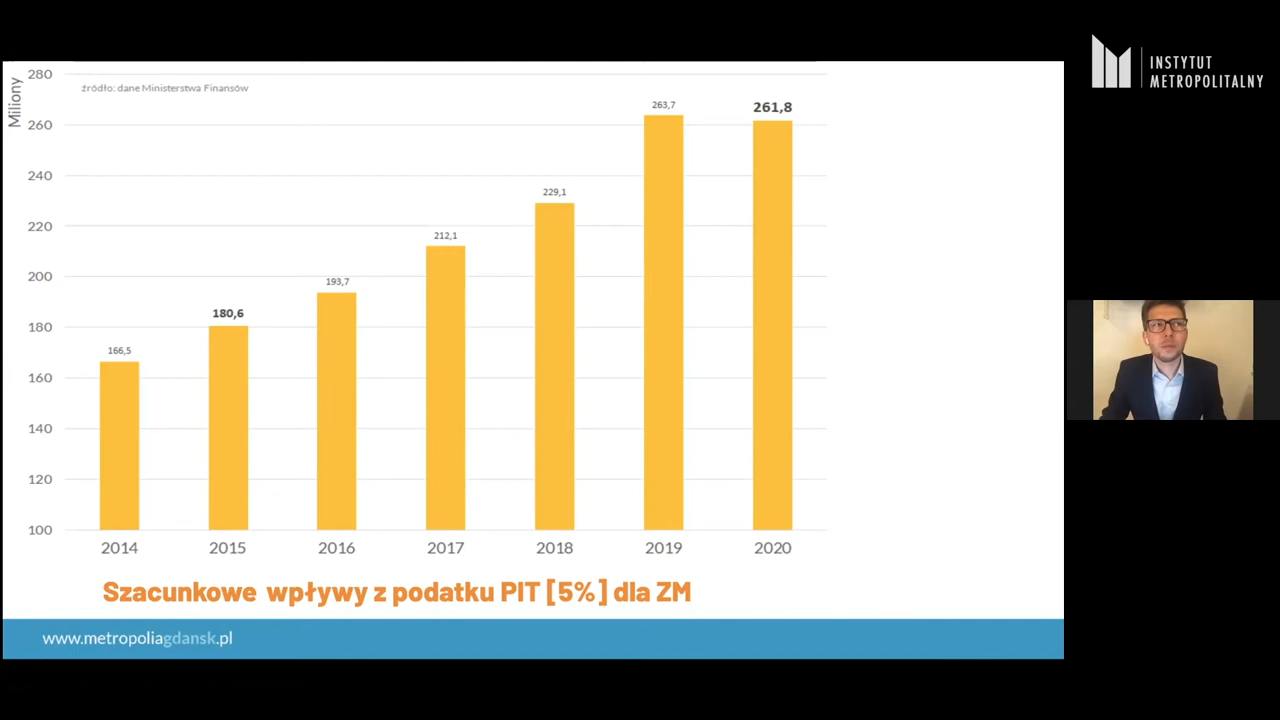 INSTYTUT
METROPOLITALNY
Miliony
źródło: dane Ministerstwa Finansów
280
260
240
220
200
180
160
140
120
100
166,5
180,6
193,7
212,1
229,1
263,7
261,8
2014 2015 2016 2017 2018 2019 2020
Szacunkowe wpływy z podatku PIT [5%] dla ZM
www.metropoliagdansk.pl